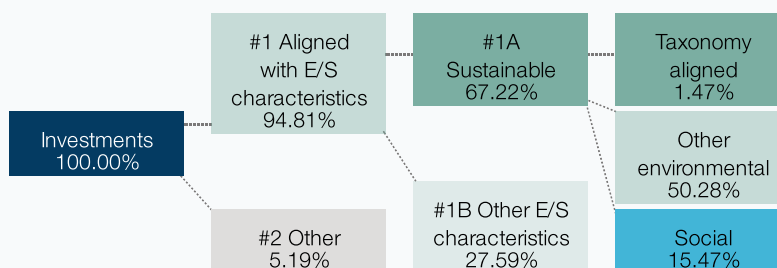 #1 Aligned
with E/S
characteristics
94.81%
#1A
Sustainable
67.22%
Taxonomy
aligned
1.47%
Investments
100.00%
Other
environmental
50.28%
#2 Other
5.19%
#1B Other E/S
characteristics
27.59%
Social
15.47%